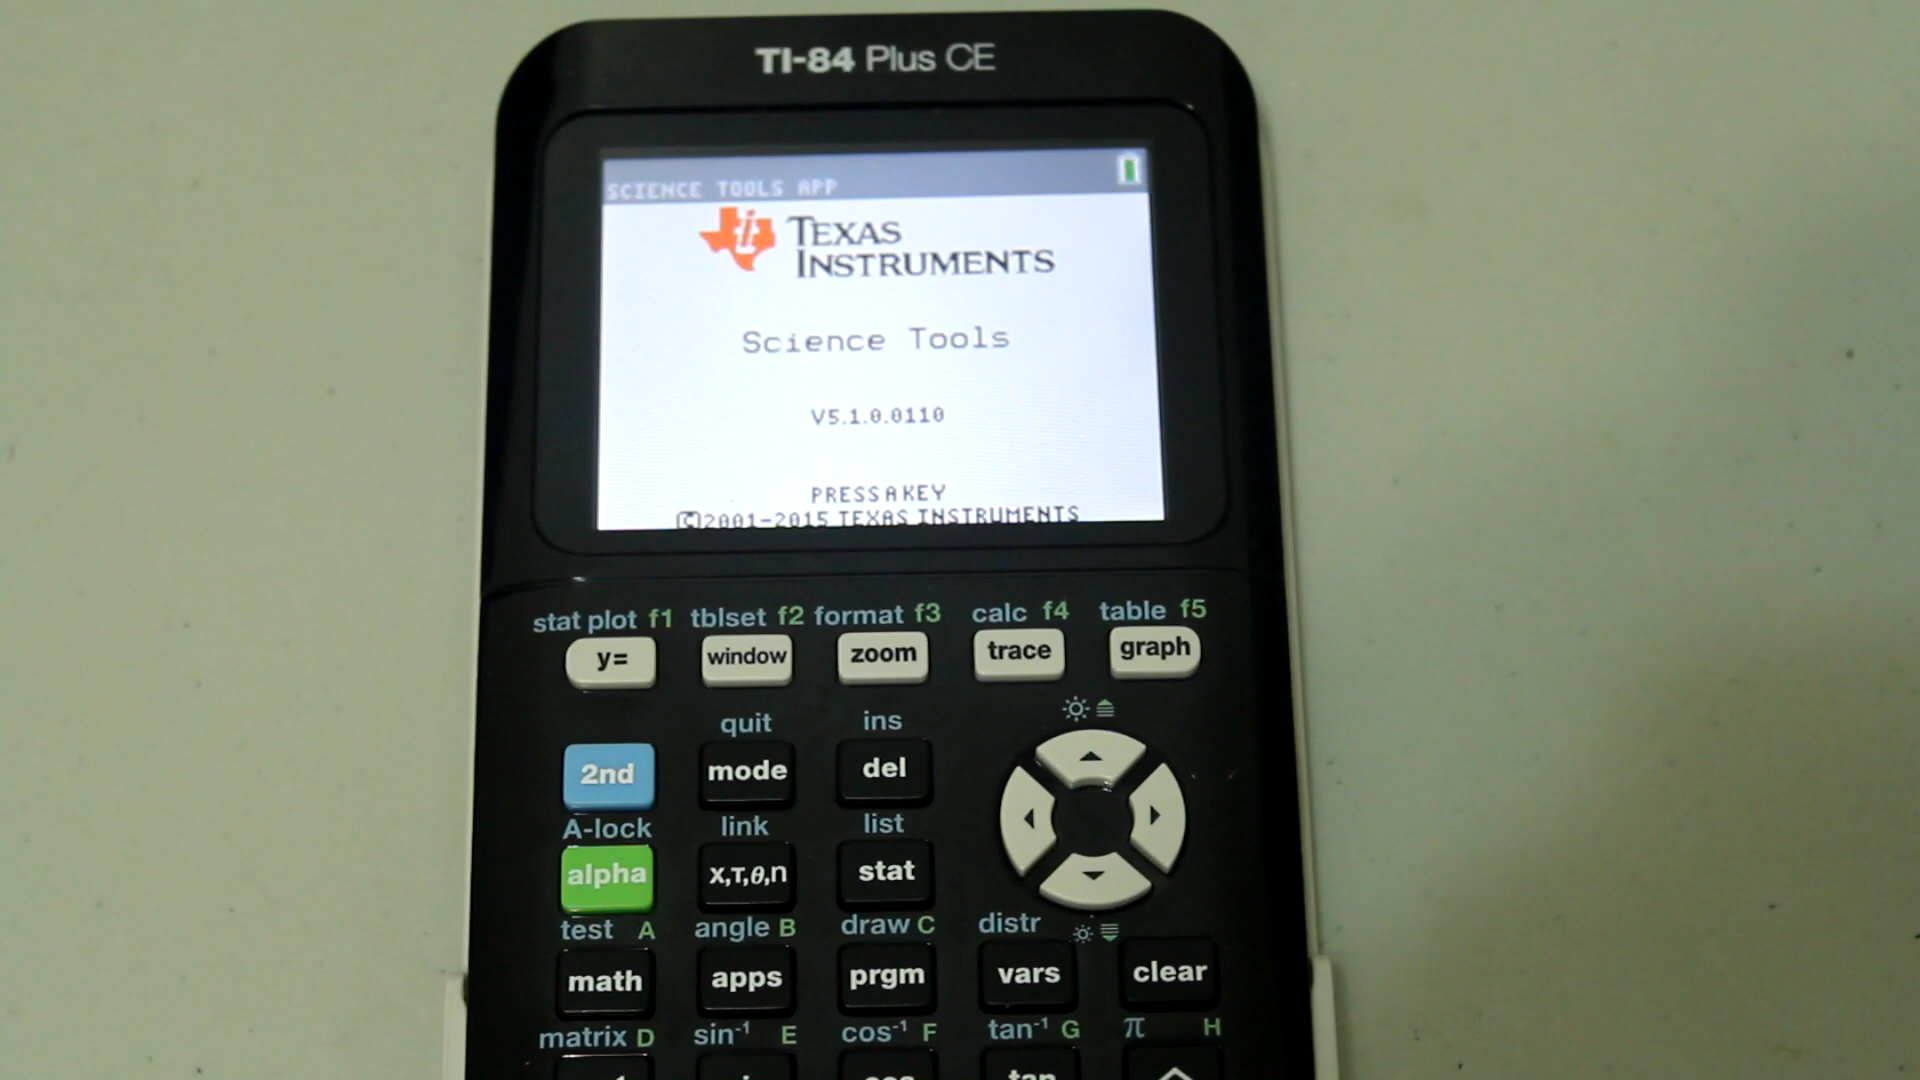 TI-84 Plus CE
SCIENCE TOOLS APP
TEXAS
INSTRUMENTS
Science Tools
V5.1.0.0110
PRESS A KEY
©2001-2015 TEXAS INSTRUMENTS
stat plot f1 tblset f2 format f3 calc f4 table f5
y= window zoom trace graph
quit ins
2nd mode del
A-lock link list
alpha X,T,θ,n stat
test A angle B draw C distr
math apps prgm vars clear
matrix D sin⁻¹ E cos⁻¹ F tan⁻¹ G π H